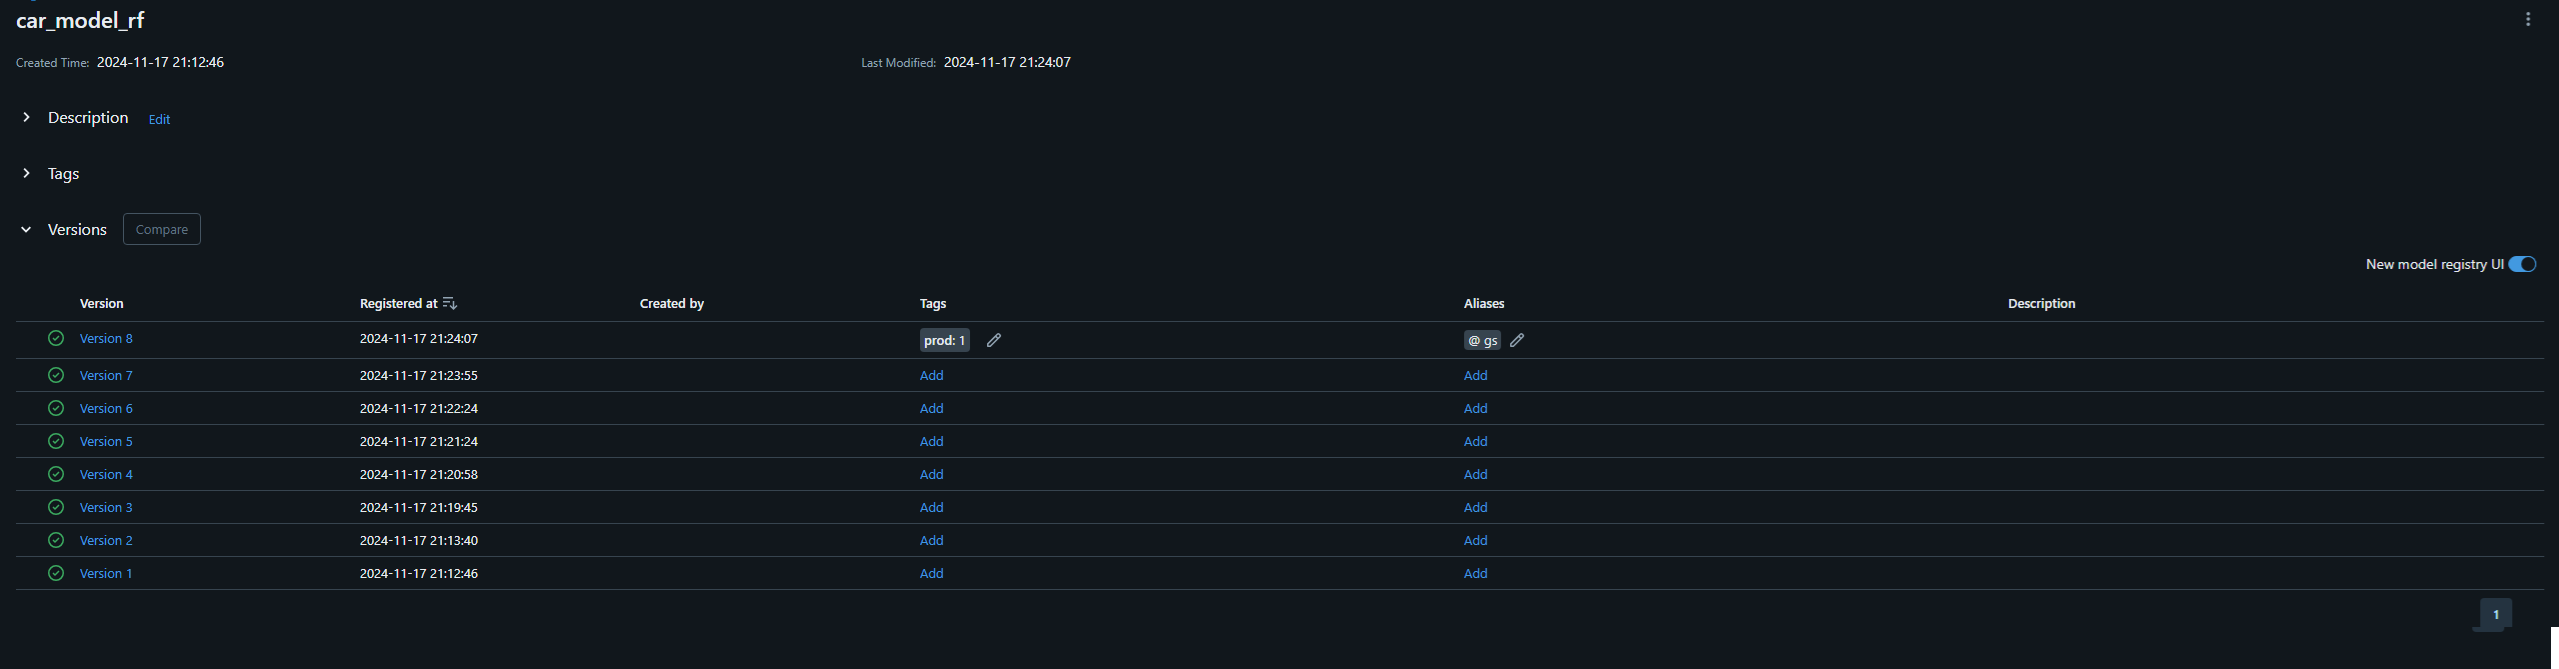 car_model_rf
Created Time: 2024-11-17 21:12:46 Last Modified: 2024-11-17 21:24:07
Description Edit
Tags
Versions Compare
New model registry UI
Version Registered at Created by Tags Aliases Description
Version 8 2024-11-17 21:24:07 prod: 1 @ gs
Version 7 2024-11-17 21:23:55 Add Add
Version 6 2024-11-17 21:22:24 Add Add
Version 5 2024-11-17 21:21:24 Add Add
Version 4 2024-11-17 21:20:58 Add Add
Version 3 2024-11-17 21:19:45 Add Add
Version 2 2024-11-17 21:13:40 Add Add
Version 1 2024-11-17 21:12:46 Add Add
1